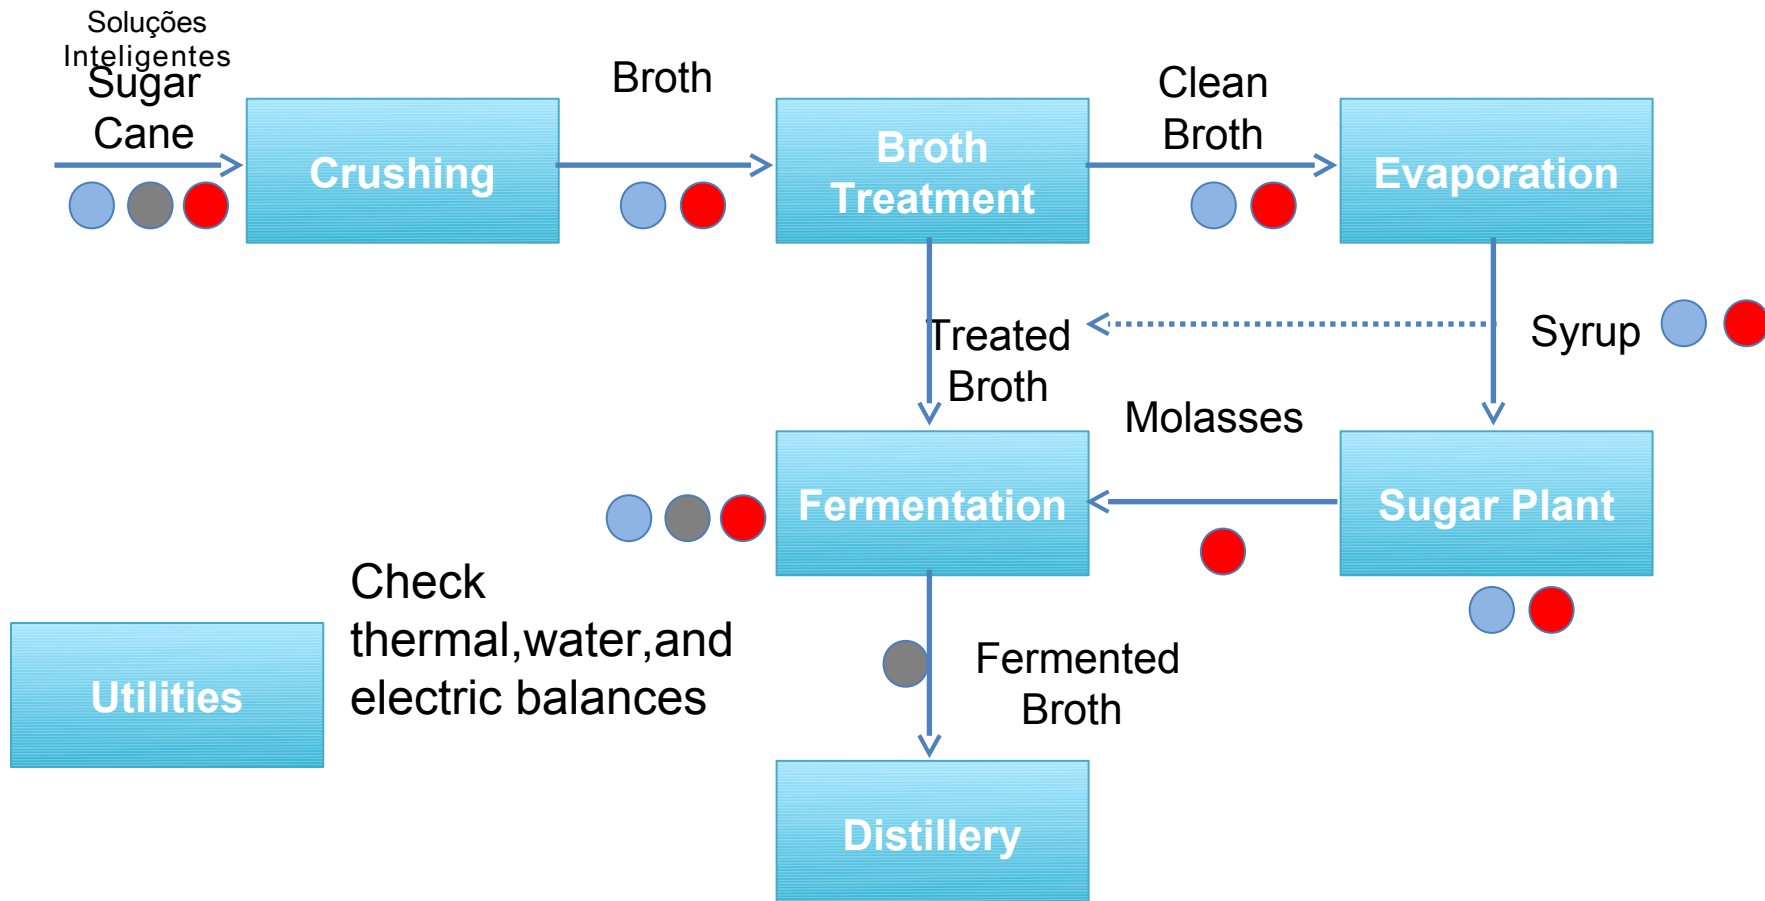 Soluções
Inteligentes
Sugar
Cane
Broth
Clean
Broth
Crushing
Broth
Treatment
Evaporation
Treated
Broth
Syrup
Molasses
Fermentation
Sugar Plant
Check
thermal,water,and
electric balances
Utilities
Fermented
Broth
Distillery